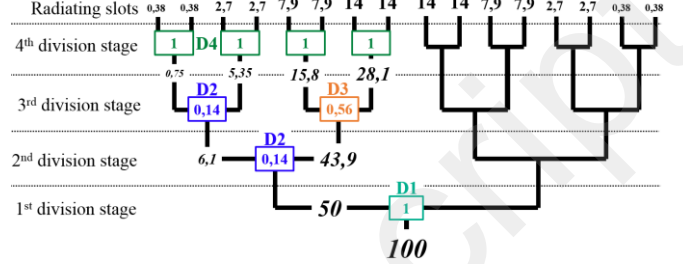 Radiating slots 0,38 0,38 2,7 2,7 7,9 7,9 14 14 14 14 7,9 7,9 2,7 2,7 0,38 0,38
4th division stage 1 D4 1 1 1
0,75 5,35 15,8 28,1
D2 D3
3rd division stage 0,14 0,56
D2
2nd division stage 6,1 0,14 43,9
D1
1st division stage 50 1
100